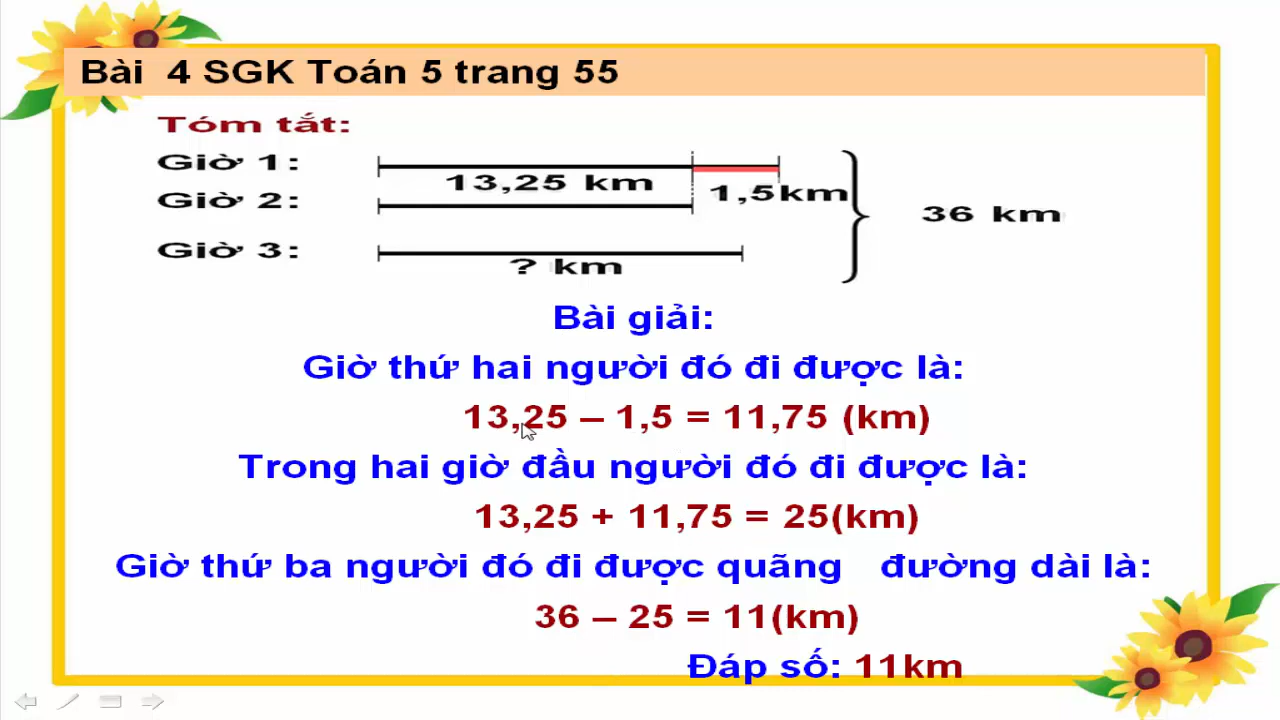 Bài 4 SGK Toán 5 trang 55
Tóm tắt:
Giờ 1:
13,25 km
1,5km
Giờ 2:
36 km
Giờ 3:
? km
Bài giải:
Giờ thứ hai người đó đi được là:
13,25 – 1,5 = 11,75 (km)
Trong hai giờ đầu người đó đi được là:
13,25 + 11,75 = 25(km)
Giờ thứ ba người đó đi được quãng đường dài là:
36 – 25 = 11(km)
Đáp số: 11km